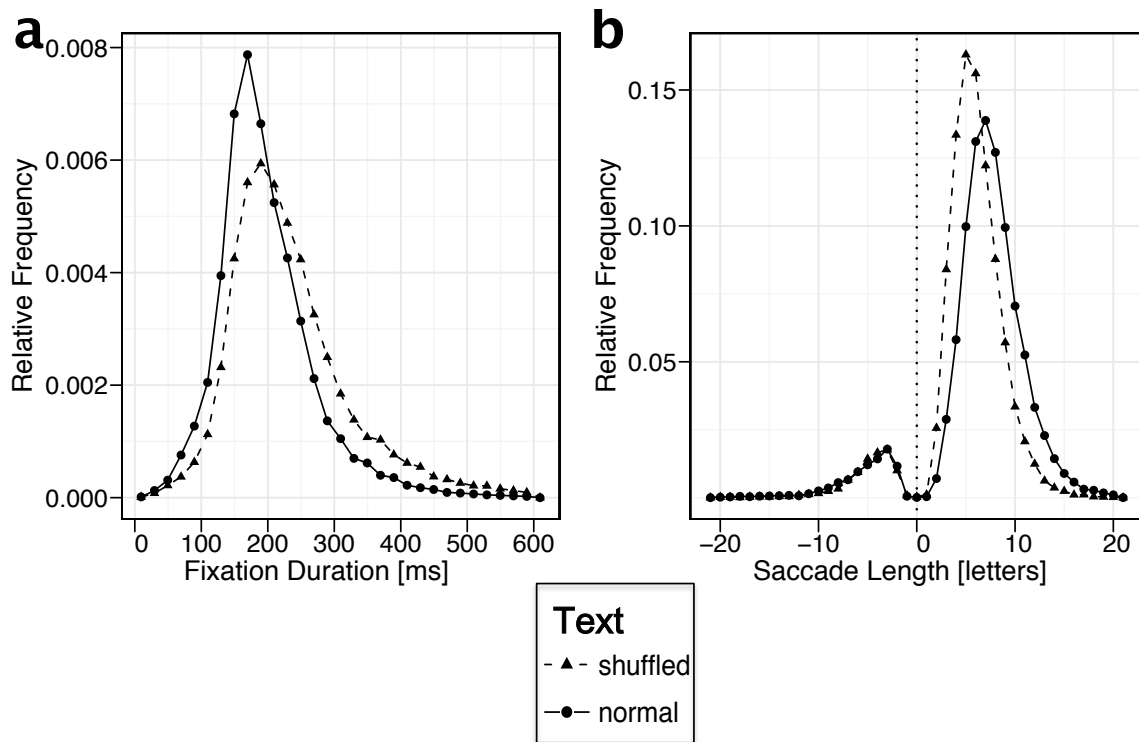 a
0.008
0.006
0.004
0.002
0.000
Relative Frequency
0 100 200 300 400 500 600
Fixation Duration [ms]
b
0.15
0.10
0.05
Relative Frequency
−20 −10 0 10 20
Saccade Length [letters]
Text
shuffled
normal